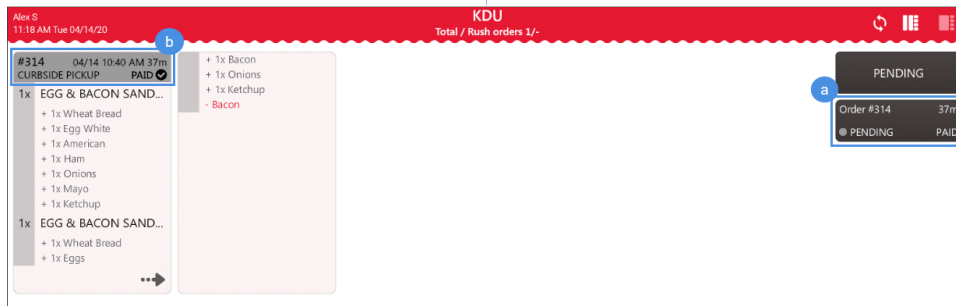 Alex S
11:18 AM Tue 04/14/20
KDU
Total / Rush orders 1/-
b
#314 04/14 10:40 AM 37m
CURBSIDE PICKUP PAID
1x EGG & BACON SAND...
+ 1x Wheat Bread
+ 1x Egg White
+ 1x American
+ 1x Ham
+ 1x Onions
+ 1x Mayo
+ 1x Ketchup
1x EGG & BACON SAND...
+ 1x Wheat Bread
+ 1x Eggs
+ 1x Bacon
+ 1x Onions
+ 1x Ketchup
- Bacon
PENDING
a
Order #314 37m
PENDING PAID